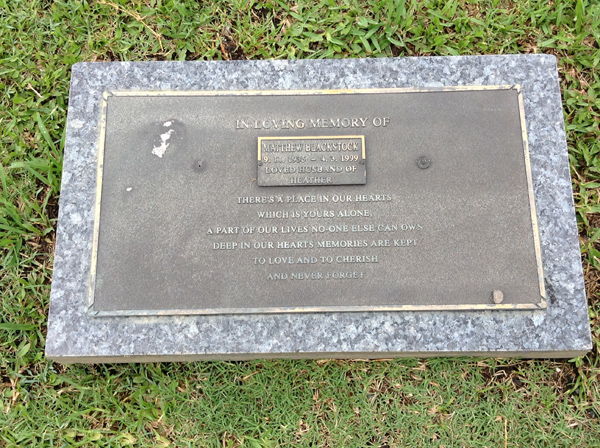 IN LOVING MEMORY OF
MATTHEW BLACKSTOCK
– 4. 3. 1999
LOVED HUSBAND OF
HEATHER
THERE'S A PLACE IN OUR HEARTS
WHICH IS YOURS ALONE,
A PART OF OUR LIVES NO-ONE ELSE CAN OWN
DEEP IN OUR HEARTS MEMORIES ARE KEPT
TO LOVE AND TO CHERISH
AND NEVER FORGET